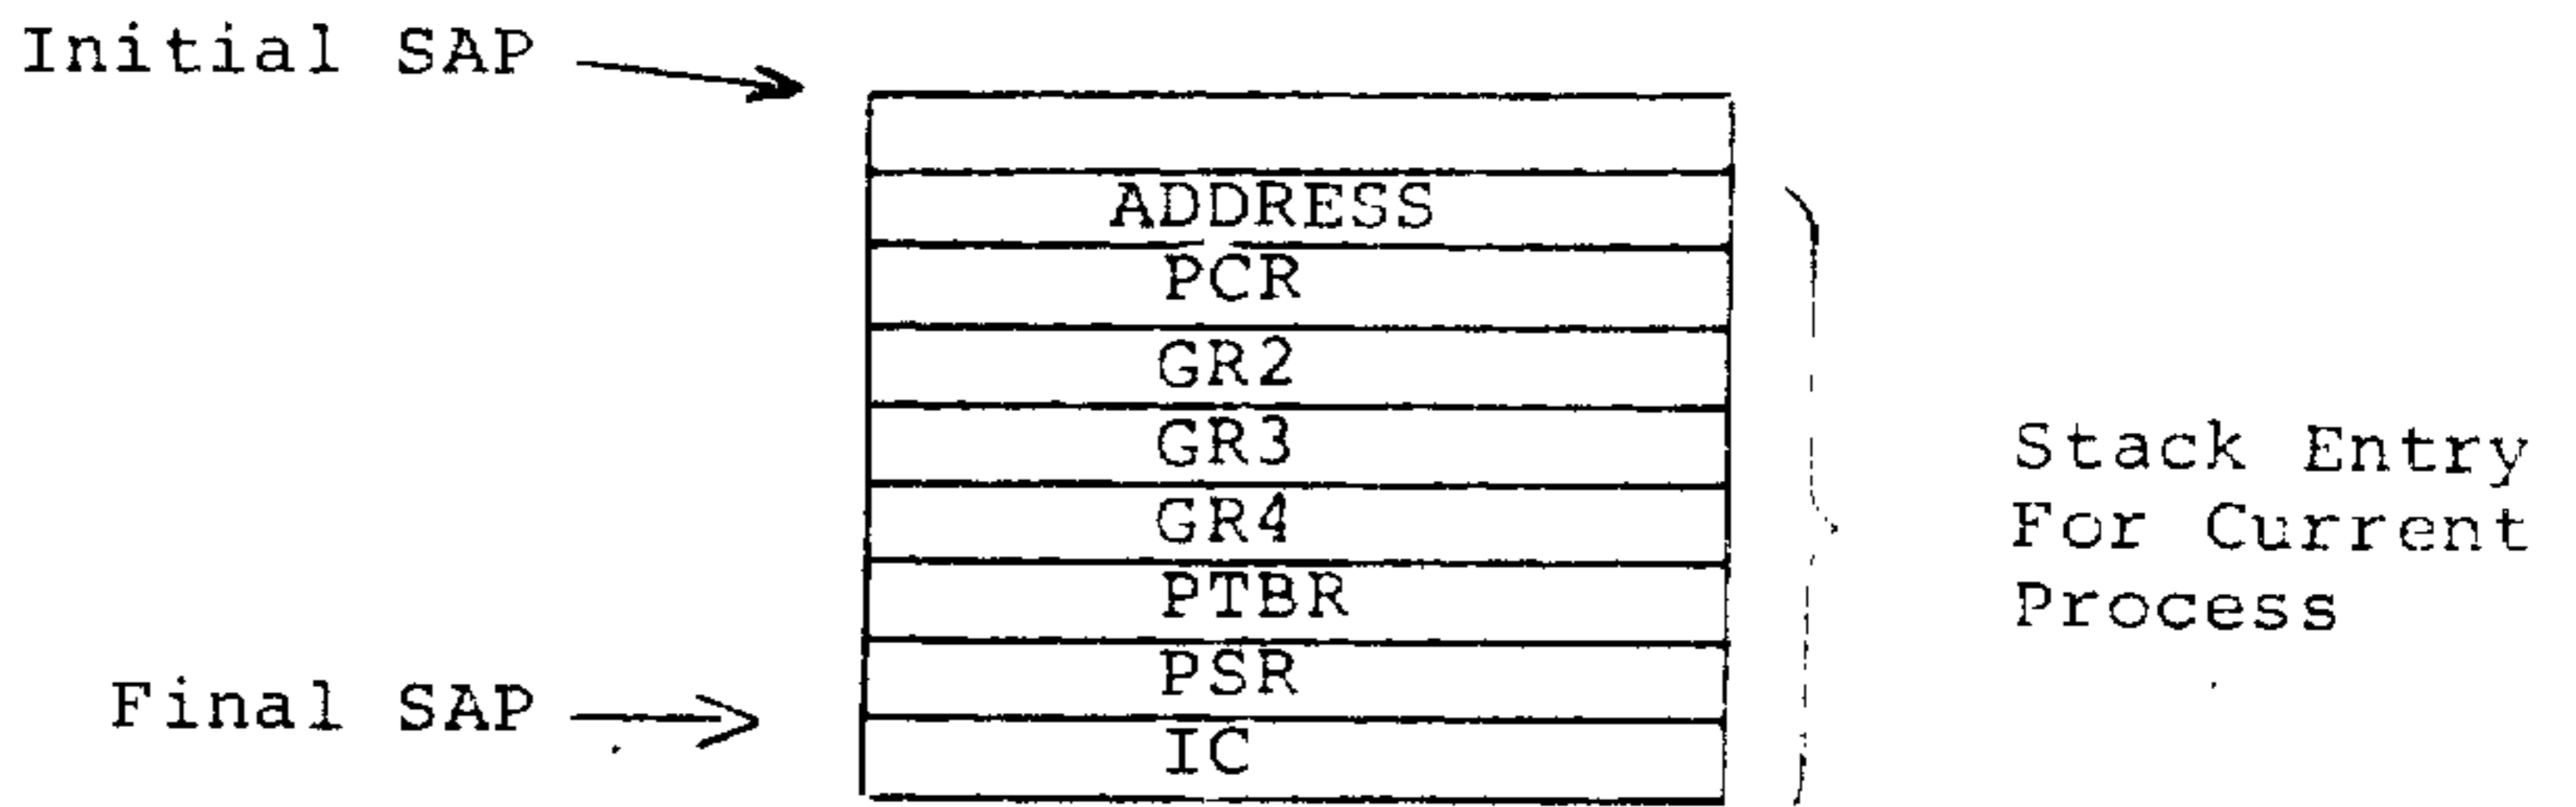 Initial SAP
ADDRESS
PCR
GR2
GR3
GR4
PTBR
PSR
IC
Final SAP
Stack Entry
For Current
Process